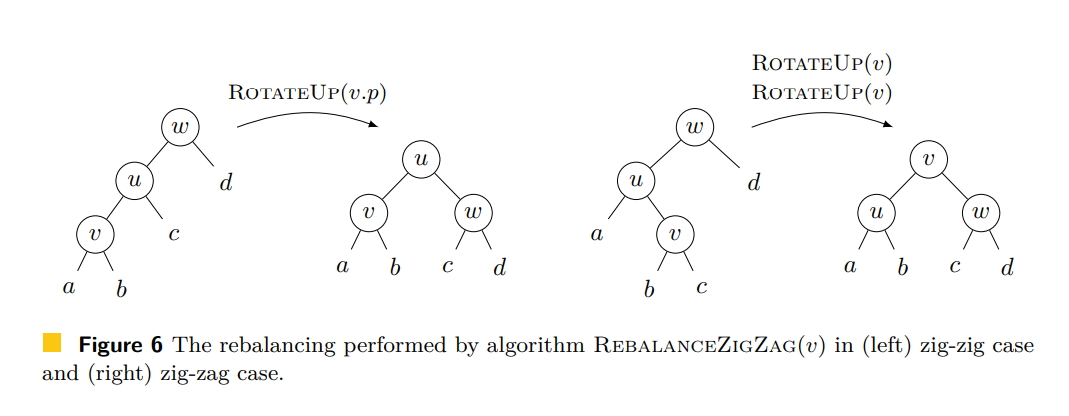 ROTATEUP(v.p)
w
u
d
v
c
a
b
u
v
w
a
b
c
d
ROTATEUP(v)
ROTATEUP(v)
w
u
d
a
v
b
c
v
u
w
a
b
c
d
Figure 6 The rebalancing performed by algorithm REBALANCEZIGZAG(v) in (left) zig-zig case
and (right) zig-zag case.